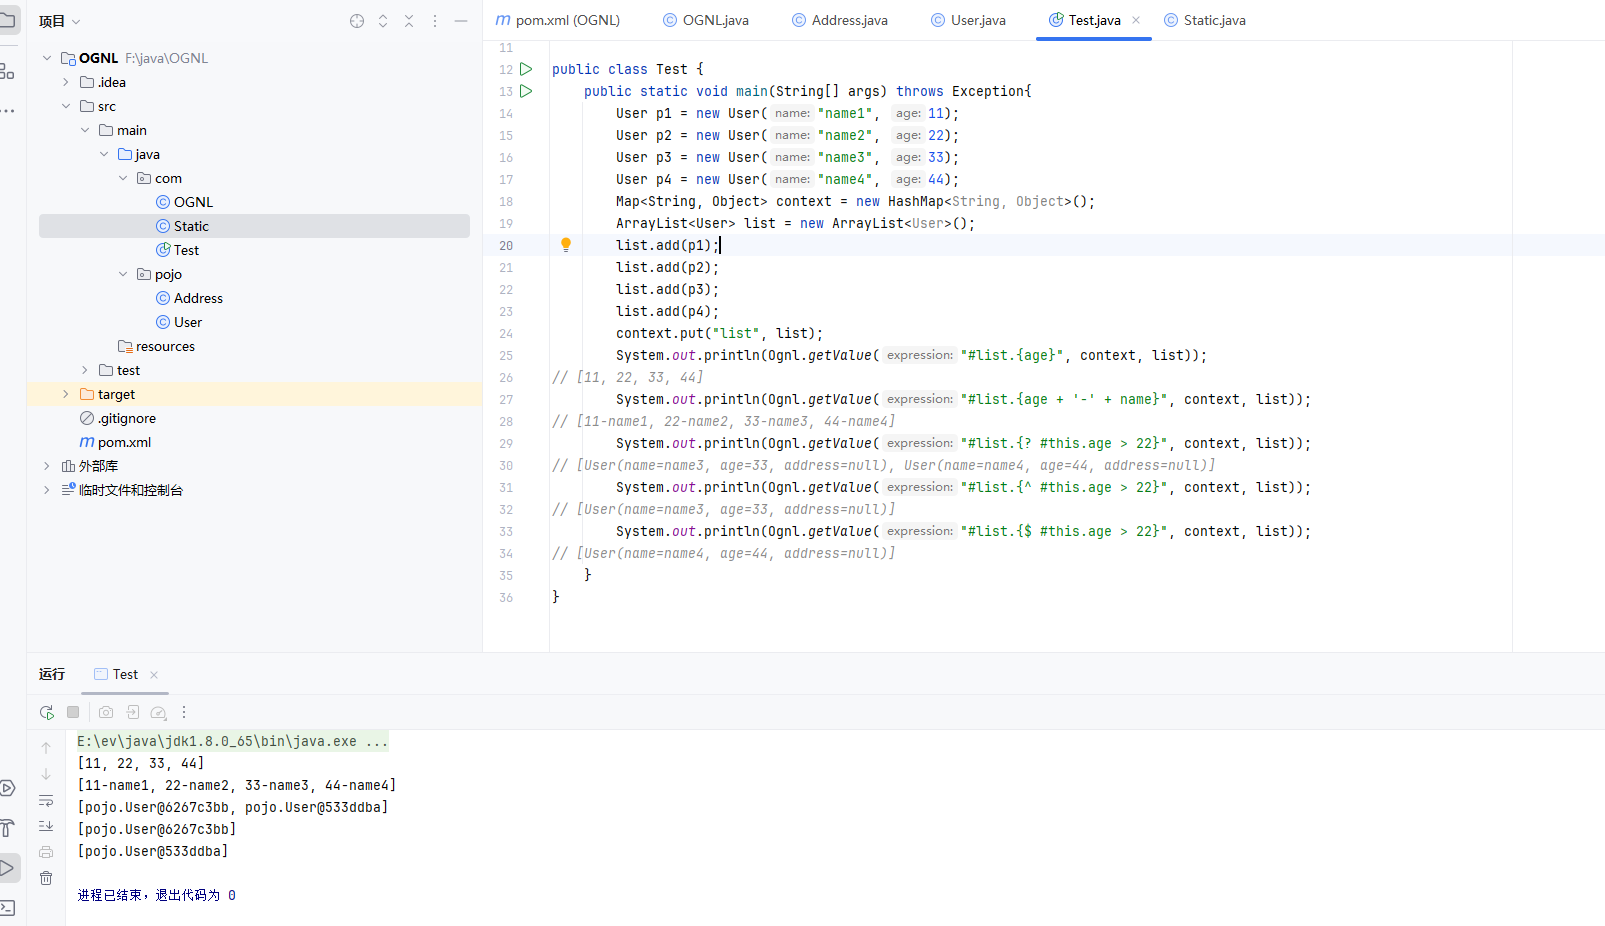 项目
OGNL F:\java\OGNL
.idea
src
main
java
com
OGNL
Static
Test
pojo
Address
User
resources
test
target
.gitignore
pom.xml
外部库
临时文件和控制台
pom.xml (OGNL) OGNL.java Address.java User.java Test.java Static.java
11
12 public class Test {
13 public static void main(String[] args) throws Exception{
14 User p1 = new User( name: "name1", age: 11);
15 User p2 = new User( name: "name2", age: 22);
16 User p3 = new User( name: "name3", age: 33);
17 User p4 = new User( name: "name4", age: 44);
18 Map<String, Object> context = new HashMap<String, Object>();
19 ArrayList<User> list = new ArrayList<User>();
20 list.add(p1);
21 list.add(p2);
22 list.add(p3);
23 list.add(p4);
24 context.put("list", list);
25 System.out.println(Ognl.getValue( expression: "#list.{age}", context, list));
26 // [11, 22, 33, 44]
27 System.out.println(Ognl.getValue( expression: "#list.{age + '-' + name}", context, list));
28 // [11-name1, 22-name2, 33-name3, 44-name4]
29 System.out.println(Ognl.getValue( expression: "#list.{? #this.age > 22}", context, list));
30 // [User(name=name3, age=33, address=null), User(name=name4, age=44, address=null)]
31 System.out.println(Ognl.getValue( expression: "#list.{^ #this.age > 22}", context, list));
32 // [User(name=name3, age=33, address=null)]
33 System.out.println(Ognl.getValue( expression: "#list.{$ #this.age > 22}", context, list));
34 // [User(name=name4, age=44, address=null)]
35 }
36 }
运行 Test
E:\ev\java\jdk1.8.0_65\bin\java.exe ...
[11, 22, 33, 44]
[11-name1, 22-name2, 33-name3, 44-name4]
[pojo.User@6267c3bb, pojo.User@533ddba]
[pojo.User@6267c3bb]
[pojo.User@533ddba]
进程已结束，退出代码为 0